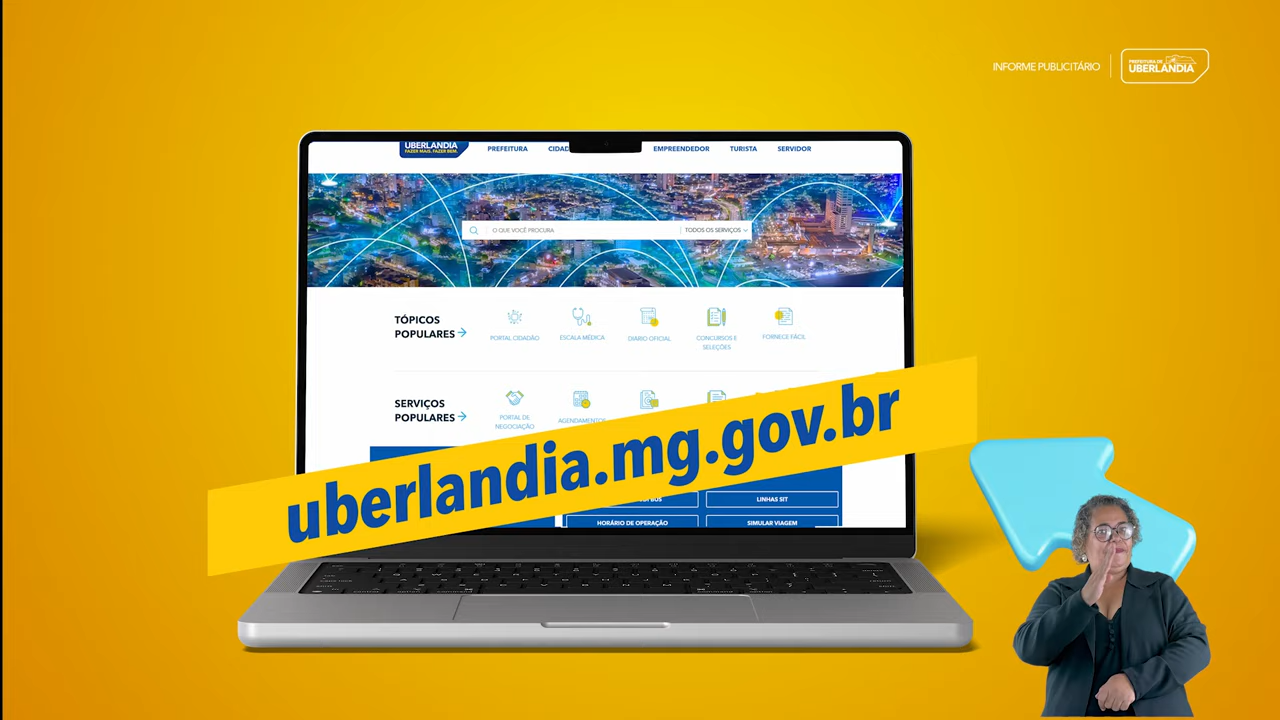 INFORME PUBLICITÁRIO
PREFEITURA DE
UBERLÂNDIA
UBERLÂNDIA
FAZER MAIS. FAZER BEM.
PREFEITURA
EMPREENDEDOR
TURISTA
SERVIDOR
O QUE VOCÊ PROCURA
TODOS OS SERVIÇOS
TÓPICOS
POPULARES
PORTAL CIDADÃO
ESCALA MÉDICA
DIÁRIO OFICIAL
CONCURSOS E
SELEÇÕES
FORNECE FÁCIL
SERVIÇOS
POPULARES
PORTAL DE
NEGOCIAÇÃO
AGENDAMENTOS
uberlandia.mg.gov.br
LINHAS SIT
HORÁRIO DE OPERAÇÃO
SIMULAR VIAGEM